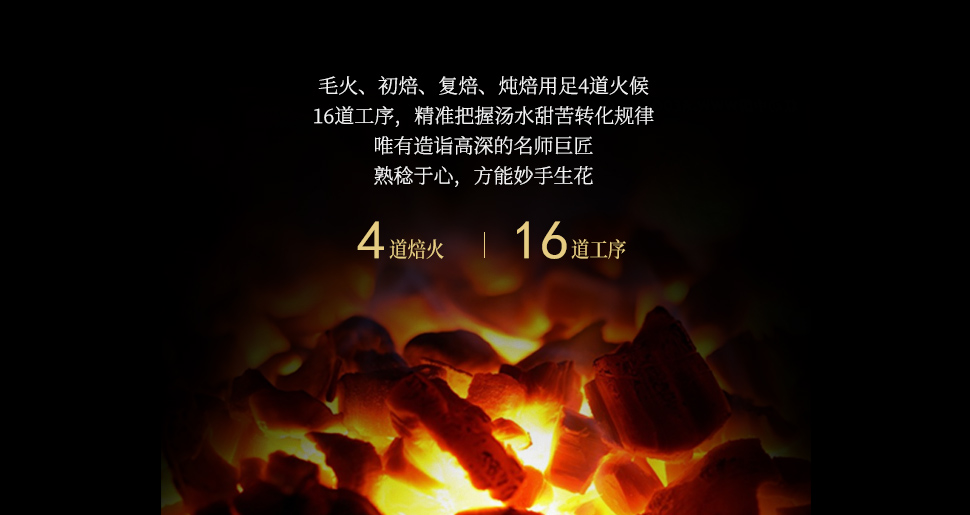 毛火、初焙、复焙、炖焙用足4道火候
16道工序，精准把握汤水甜苦转化规律
唯有造诣高深的名师巨匠
熟稔于心，方能妙手生花
4道焙火 | 16道工序